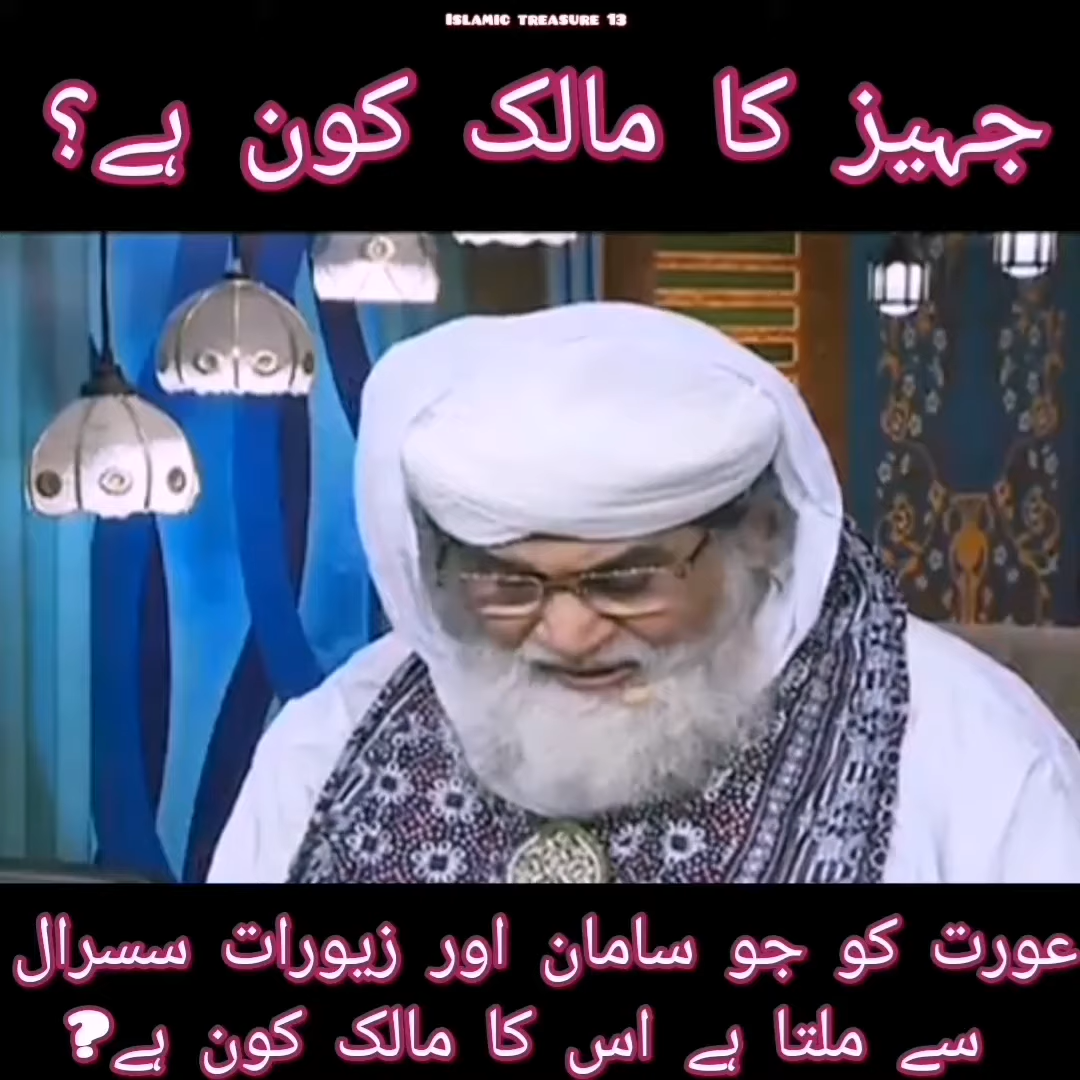 ISLAMIC TREASURE 13
جہیز کا مالک کون ہے؟
عورت کو جو سامان اور زیورات سسرال
سے ملتا ہے اس کا مالک کون ہے?